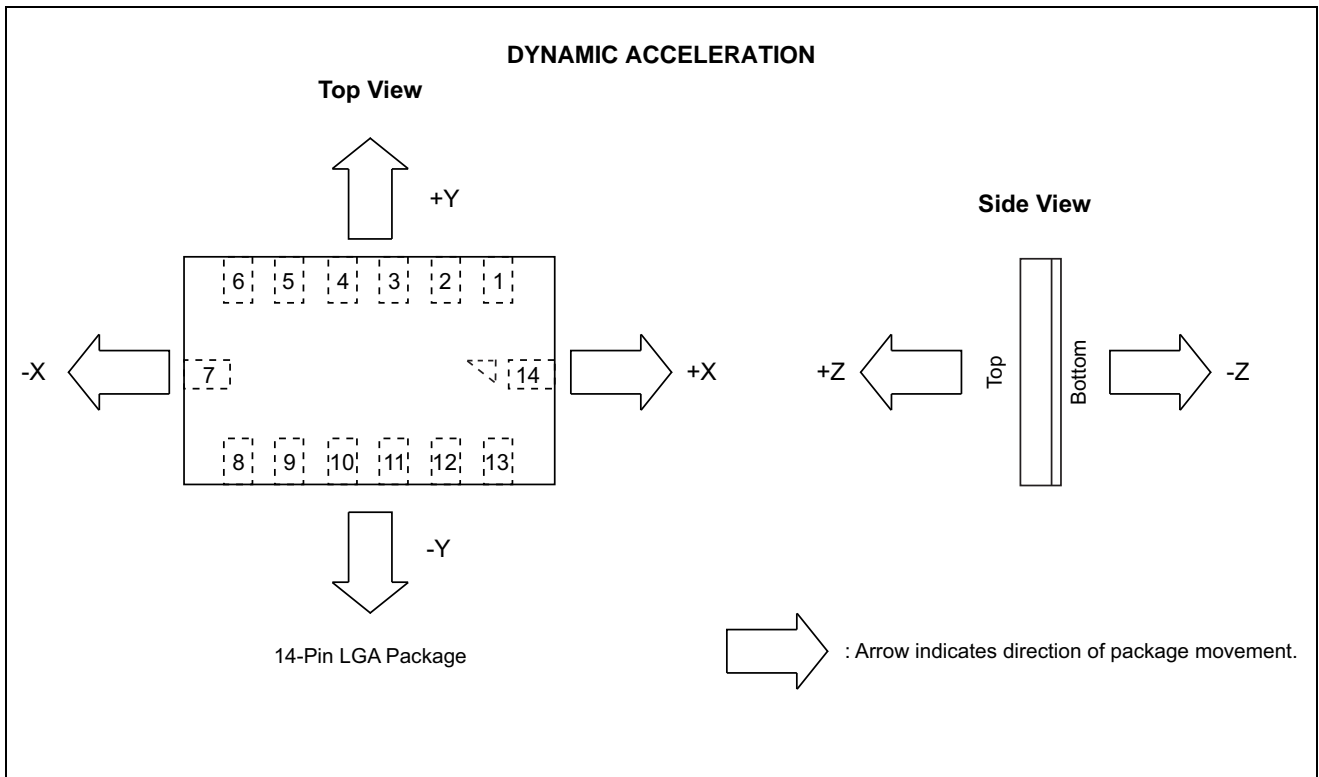 DYNAMIC ACCELERATION
Top View
+Y
6 5 4 3 2 1
-X
7
14
+X
8 9 10 11 12 13
-Y
14-Pin LGA Package
Side View
+Z
Top
Bottom
-Z
: Arrow indicates direction of package movement.